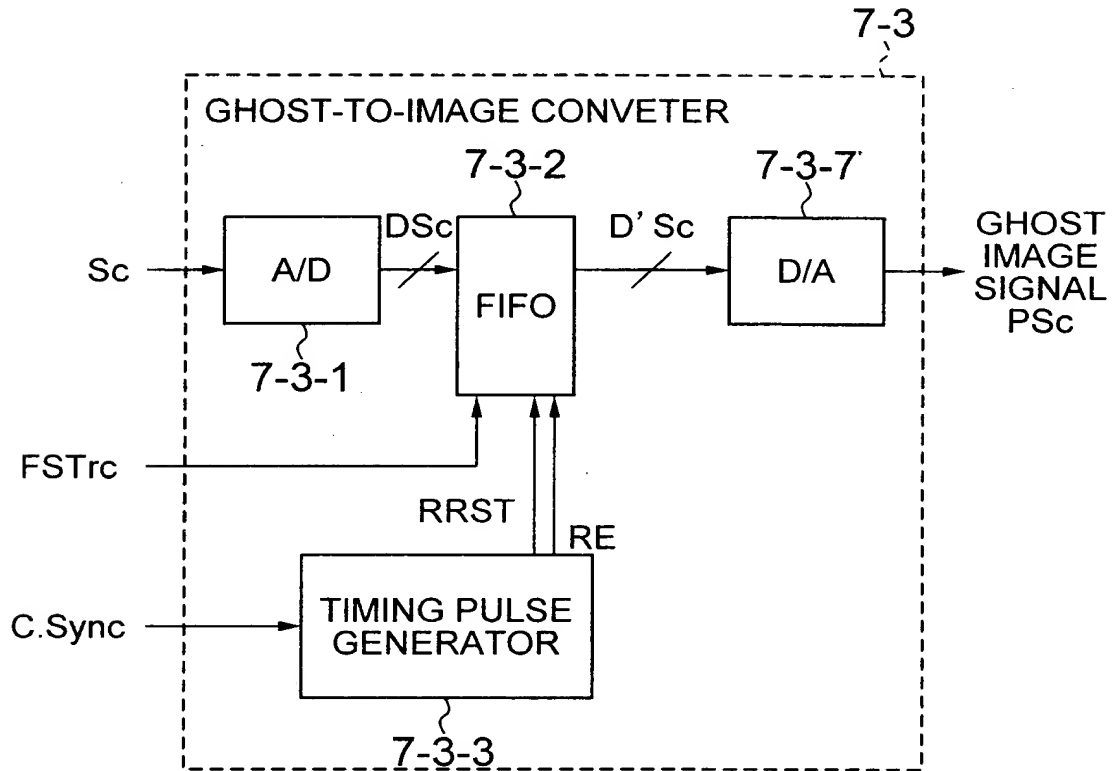 7-3
GHOST-TO-IMAGE CONVETER
7-3-2
7-3-7
DSc
D' Sc
Sc
A/D
FIFO
D/A
GHOST
IMAGE
SIGNAL
PSc
7-3-1
FSTrc
RRST
RE
C.Sync
TIMING PULSE
GENERATOR
7-3-3